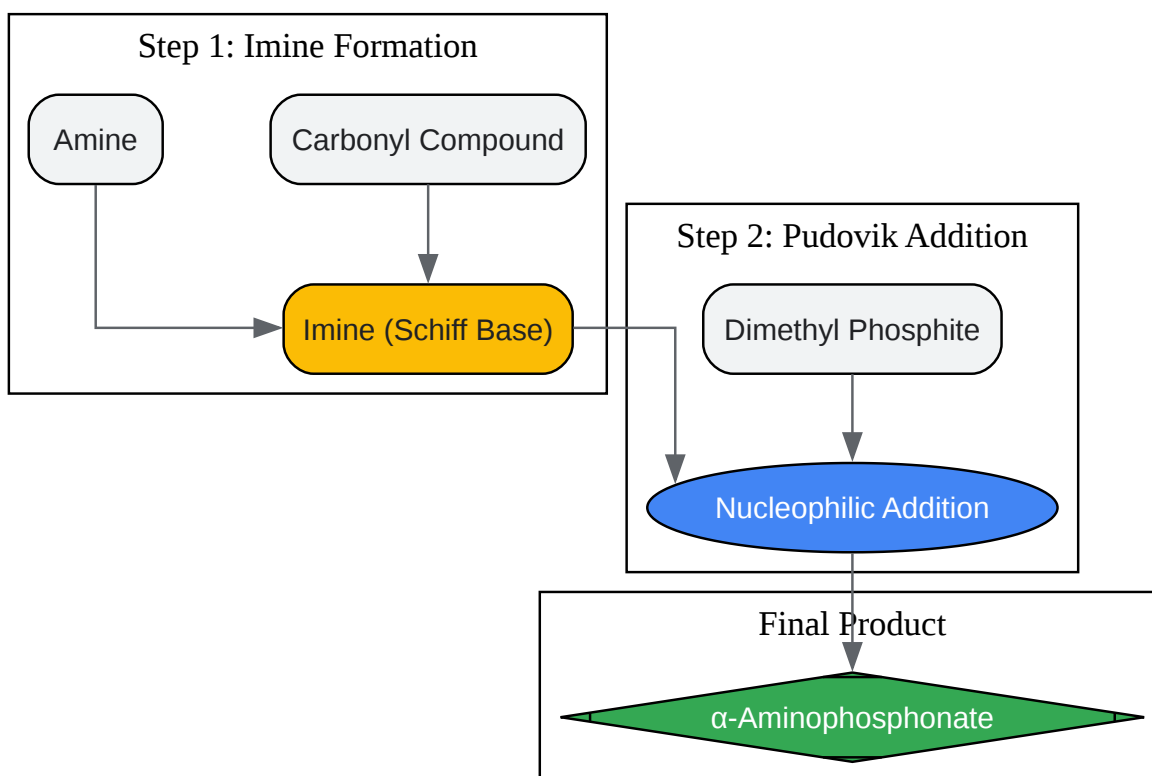 Step 1: Imine Formation
Amine
Carbonyl Compound
Imine (Schiff Base)
Step 2: Pudovik Addition
Dimethyl Phosphite
Nucleophilic Addition
Final Product
α-Aminophosphonate